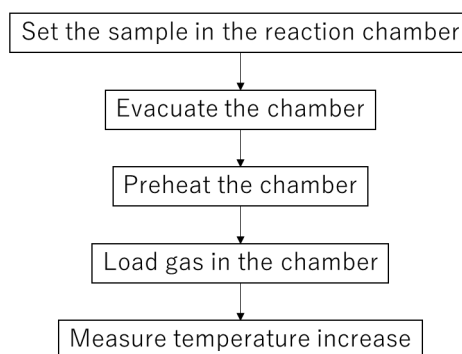 Set the sample in the reaction chamber
Evacuate the chamber
Preheat the chamber
Load gas in the chamber
Measure temperature increase